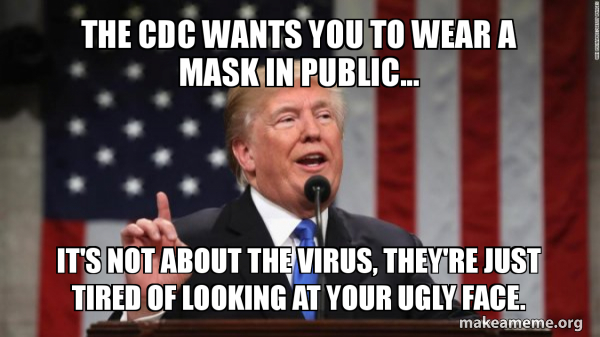 THE CDC WANTS YOU TO WEAR A
MASK IN PUBLIC...
IT'S NOT ABOUT THE VIRUS, THEY'RE JUST
TIRED OF LOOKING AT YOUR UGLY FACE.
makeameme.org